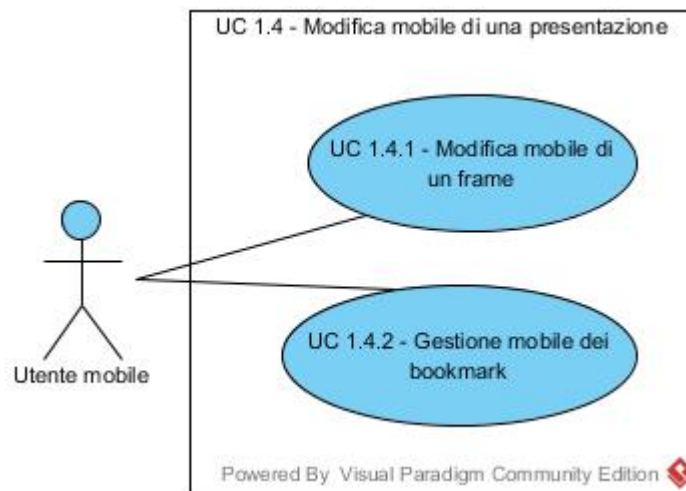 UC 1.4 - Modifica mobile di una presentazione
UC 1.4.1 - Modifica mobile di
un frame
Utente mobile
UC 1.4.2 - Gestione mobile dei
bookmark
Powered By Visual Paradigm Community Edition